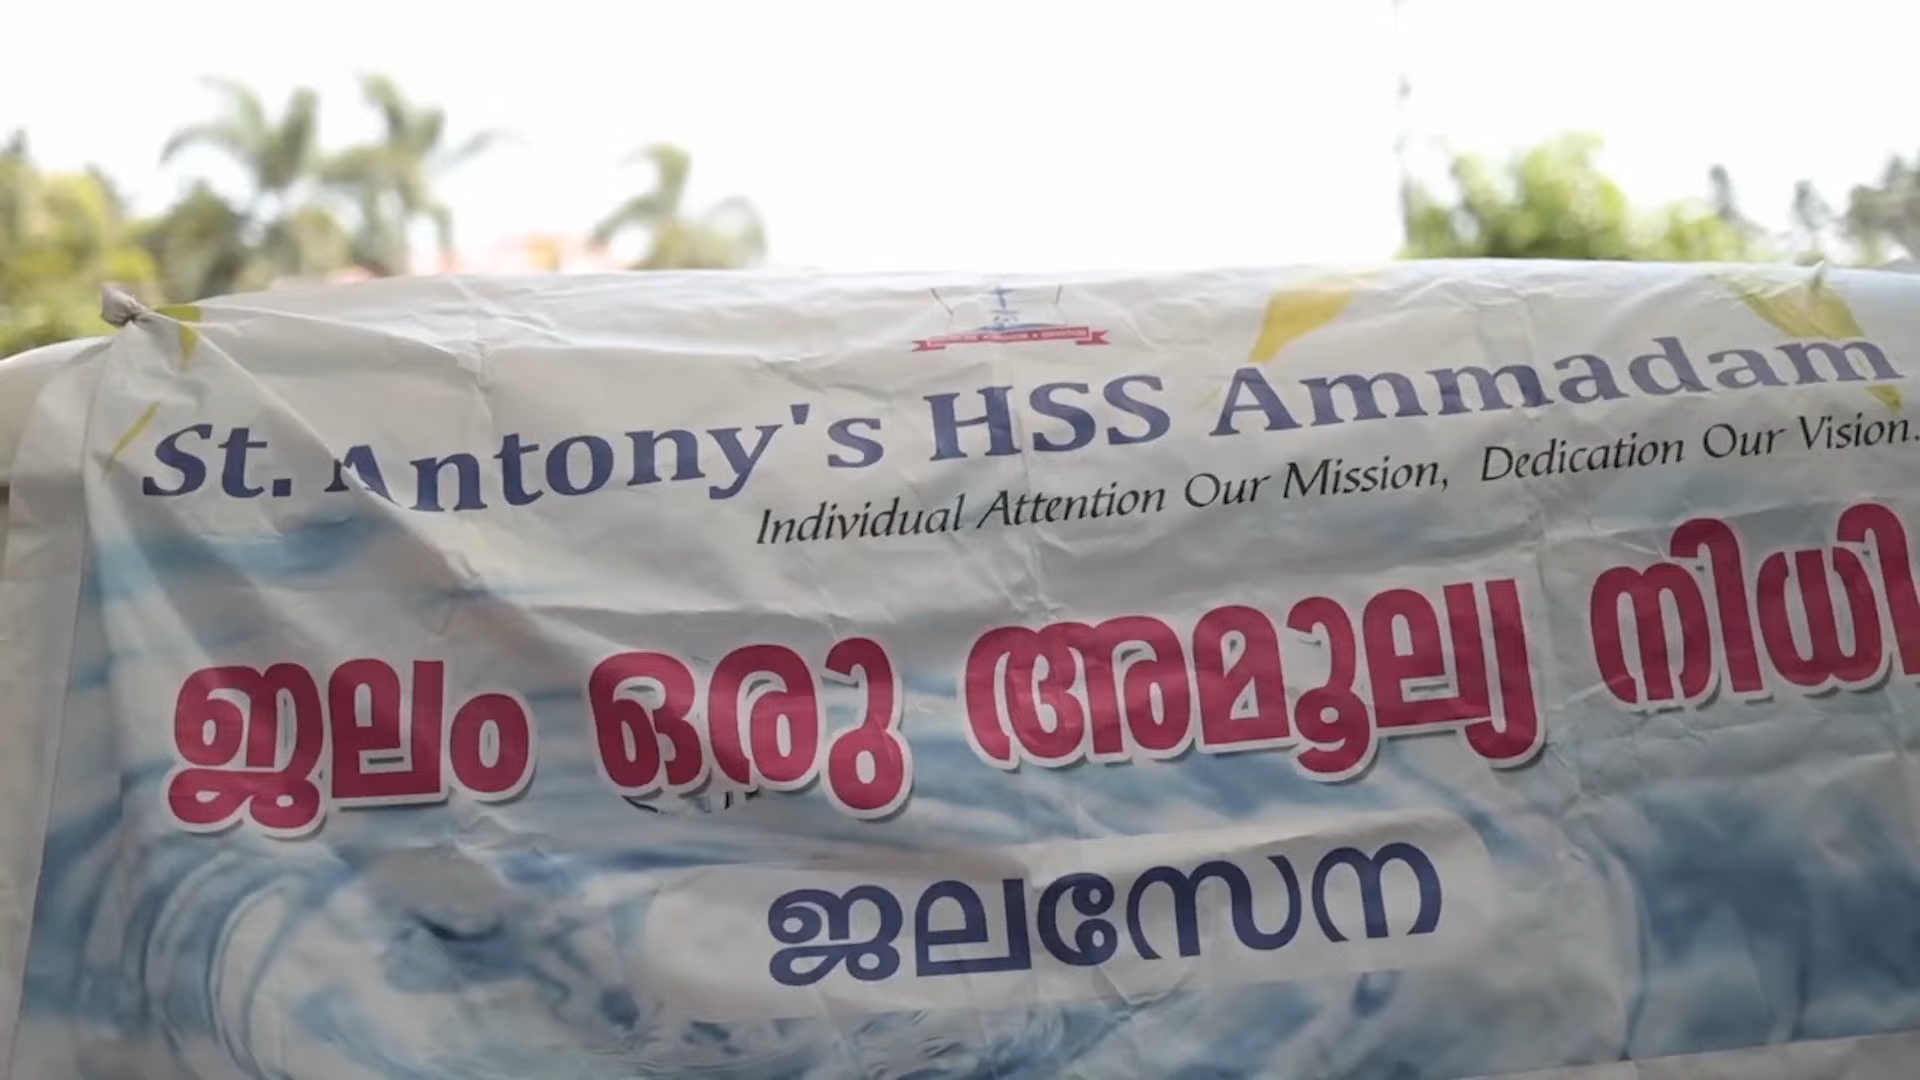 St. Antony's HSS Ammadam
Individual Attention Our Mission, Dedication Our Vision.
ജലം ഒരു അമൂല്യ നിധി
ജലസേന